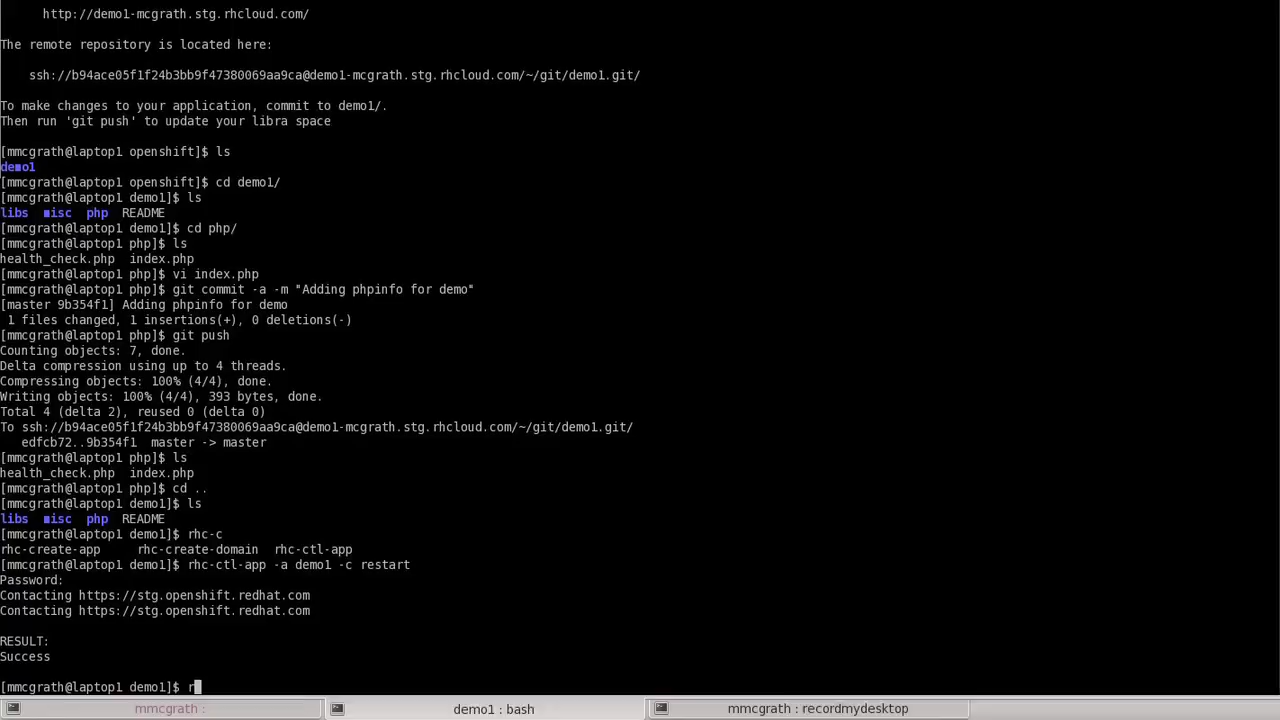 http://demo1-mcgrath.stg.rhcloud.com/
The remote repository is located here:
ssh://b94ace05f1f24b3bb9f47380069aa9ca@demo1-mcgrath.stg.rhcloud.com/~/git/demo1.git/
To make changes to your application, commit to demo1/.
Then run 'git push' to update your libra space
[mmcgrath@laptop1 openshift]$ ls
demo1
[mmcgrath@laptop1 openshift]$ cd demo1/
[mmcgrath@laptop1 demo1]$ ls
libs misc php README
[mmcgrath@laptop1 demo1]$ cd php/
[mmcgrath@laptop1 php]$ ls
health_check.php index.php
[mmcgrath@laptop1 php]$ vi index.php
[mmcgrath@laptop1 php]$ git commit -a -m "Adding phpinfo for demo"
[master 9b354f1] Adding phpinfo for demo
1 files changed, 1 insertions(+), 0 deletions(-)
[mmcgrath@laptop1 php]$ git push
Counting objects: 7, done.
Delta compression using up to 4 threads.
Compressing objects: 100% (4/4), done.
Writing objects: 100% (4/4), 393 bytes, done.
Total 4 (delta 2), reused 0 (delta 0)
To ssh://b94ace05f1f24b3bb9f47380069aa9ca@demo1-mcgrath.stg.rhcloud.com/~/git/demo1.git/
edfcb72..9b354f1 master -> master
[mmcgrath@laptop1 php]$ ls
health_check.php index.php
[mmcgrath@laptop1 php]$ cd ..
[mmcgrath@laptop1 demo1]$ ls
libs misc php README
[mmcgrath@laptop1 demo1]$ rhc-c
rhc-create-app rhc-create-domain rhc-ctl-app
[mmcgrath@laptop1 demo1]$ rhc-ctl-app -a demo1 -c restart
Password:
Contacting https://stg.openshift.redhat.com
Contacting https://stg.openshift.redhat.com
RESULT:
Success
[mmcgrath@laptop1 demo1]$ r
mmcgrath :
demo1 : bash
mmcgrath : recordmydesktop